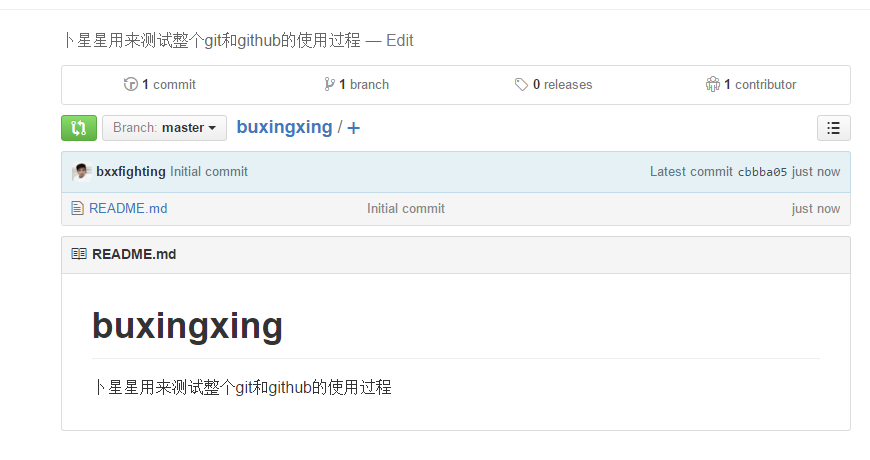 卜星星用来测试整个git和github的使用过程 — Edit
1 commit 1 branch 0 releases 1 contributor
Branch: master buxingxing / +
bxxfighting Initial commit Latest commit cbbba05 just now
README.md Initial commit just now
README.md
buxingxing
卜星星用来测试整个git和github的使用过程